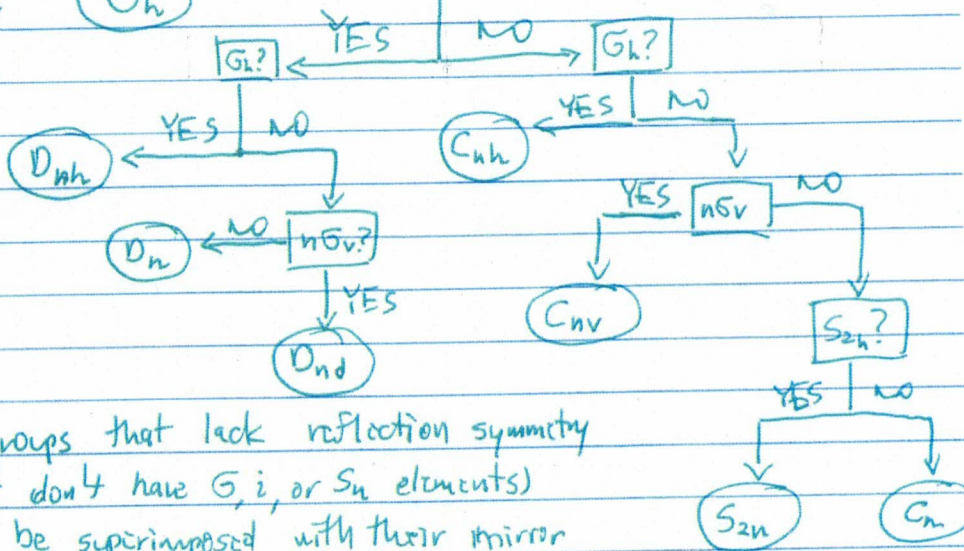 Oh
YES NO
σh? σh?
YES NO YES NO
Dnh Cnh
YES nσv NO
Dn NO nσv?
YES
Cnv S2n?
Dnd
YES NO
roups that lack reflection symmetry
don't have σ, i, or Sn elements)
S2n Cn
be superimposed with their mirror